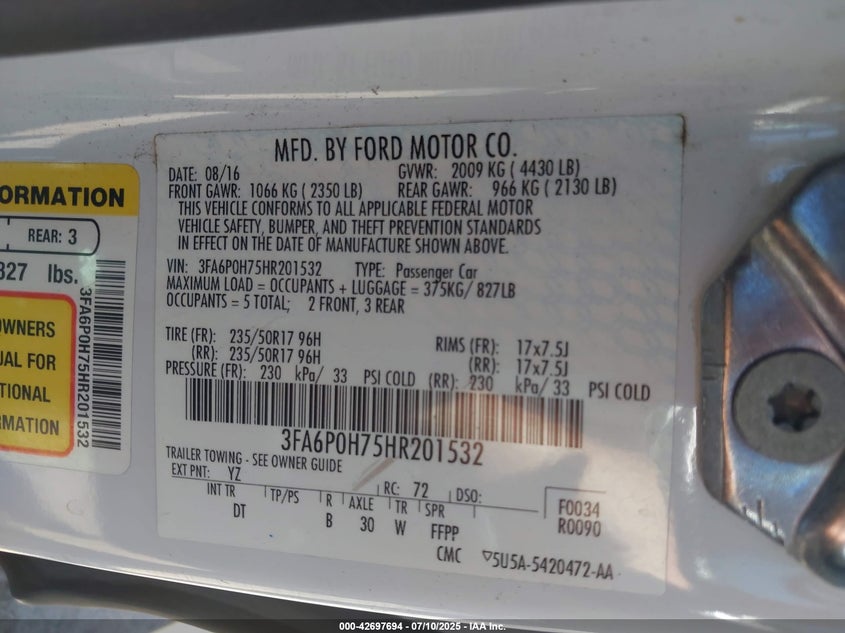 MFD. BY FORD MOTOR CO.
DATE: 08/16 GVWR: 2009 KG ( 4430 LB)
FRONT GAWR: 1066 KG ( 2350 LB) REAR GAWR: 966 KG ( 2130 LB)
THIS VEHICLE CONFORMS TO ALL APPLICABLE FEDERAL MOTOR
VEHICLE SAFETY, BUMPER, AND THEFT PREVENTION STANDARDS
IN EFFECT ON THE DATE OF MANUFACTURE SHOWN ABOVE.
VIN: 3FA6P0H75HR201532 TYPE: Passenger Car
MAXIMUM LOAD = OCCUPANTS + LUGGAGE = 375KG/ 827LB
OCCUPANTS = 5 TOTAL; 2 FRONT, 3 REAR
TIRE (FR): 235/50R17 96H RIMS (FR): 17x7.5J
(RR): 235/50R17 96H (RR): 17x7.5J
PRESSURE (FR): 230 kPa/ 33 PSI COLD (RR): 230 kPa/ 33 PSI COLD
3FA6P0H75HR201532
TRAILER TOWING - SEE OWNER GUIDE
EXT PNT: YZ RC: 72 DSO:
INT TR TP/PS R AXLE TR SPR F0034
DT B 30 W FFPP R0090
CMC 5U5A-5420472-AA
ORMATION
REAR: 3
827 lbs.
OWNERS
UAL FOR
TIONAL
RMATION
3FA6P0H75HR201532
000-42697694 / 07/10/2025 - IAA Inc.